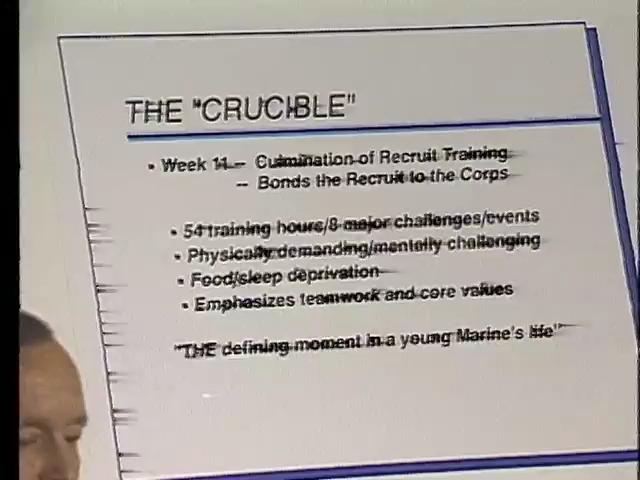 THE "CRUCIBLE"
• Week 11 – Culmination of Recruit Training
– Bonds the Recruit to the Corps
• 54 training hours/8 major challenges/events
• Physically demanding/mentally challenging
• Food/sleep deprivation
• Emphasizes teamwork and core values
"THE defining moment in a young Marine's life"